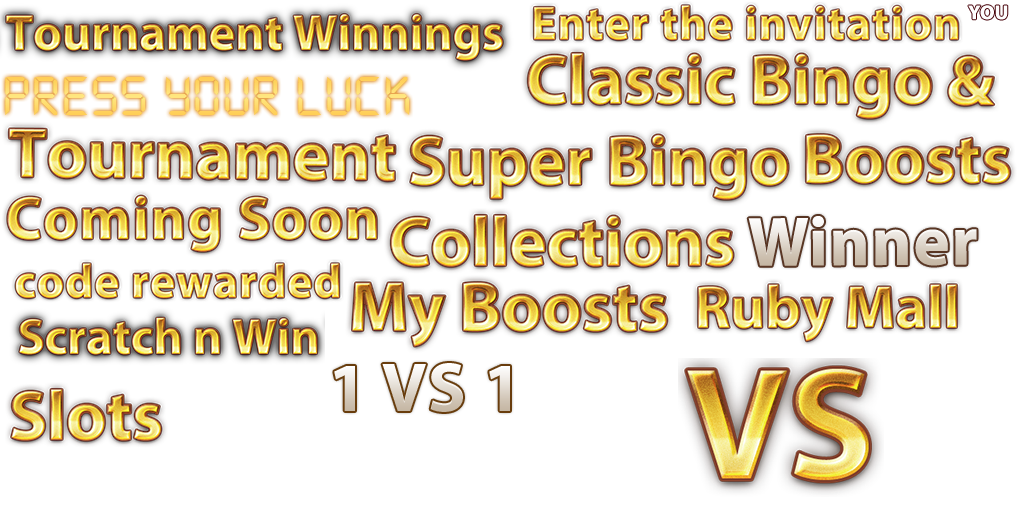 Tournament Winnings
Enter the invitation
YOU
PRESS YOUR LUCK
Classic Bingo &
Tournament
Super Bingo
Boosts
Coming Soon
Collections
Winner
code rewarded
My Boosts
Ruby Mall
Scratch n Win
1 VS 1
VS
Slots